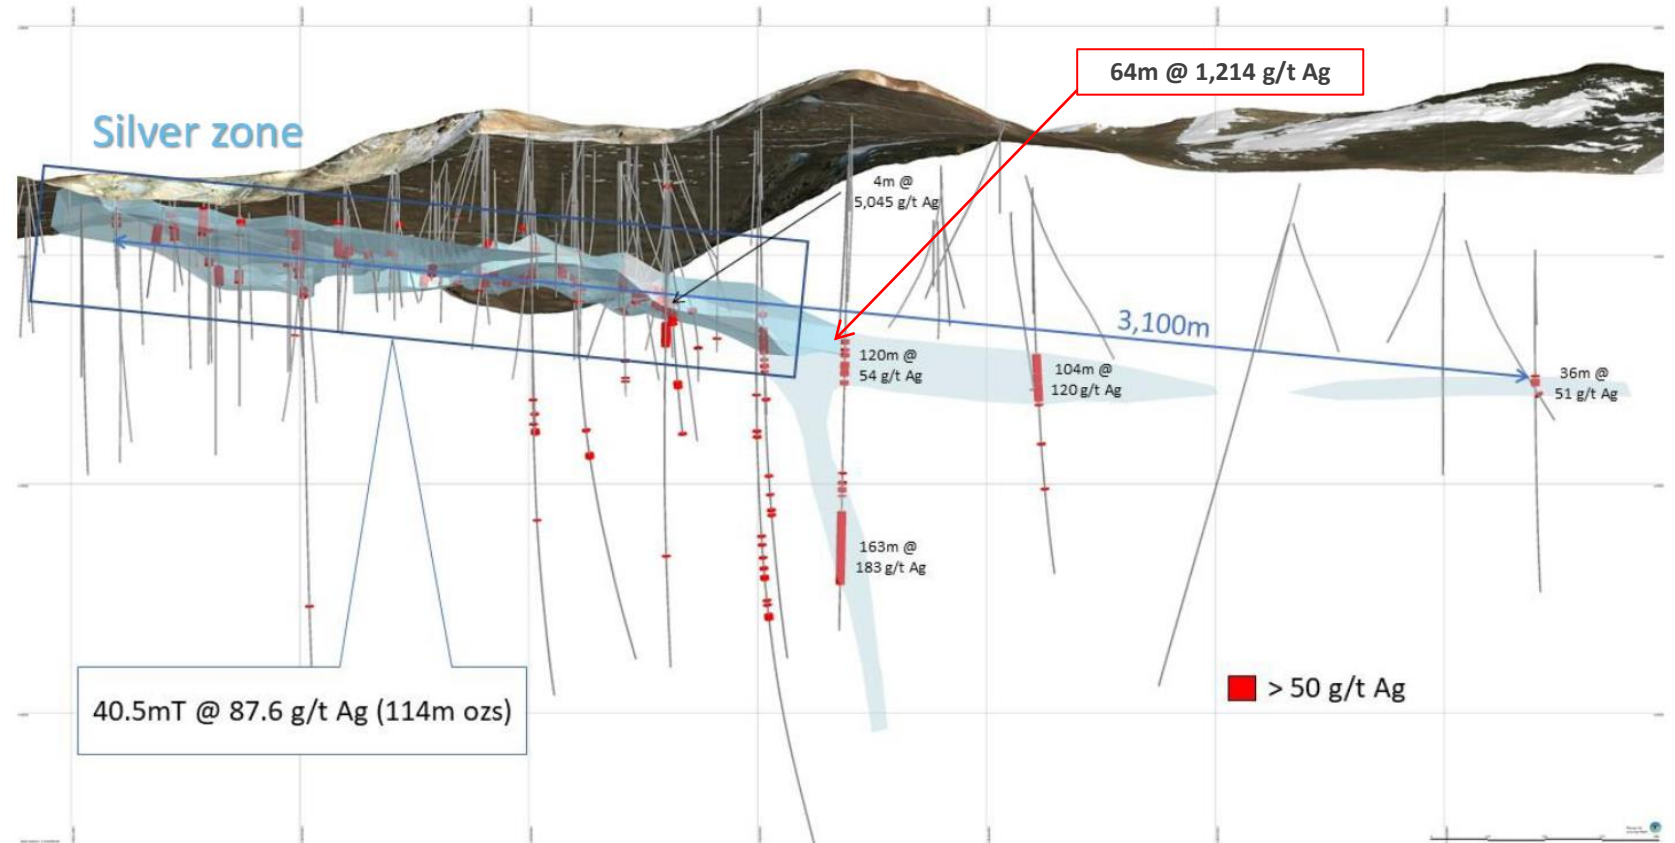 64m @ 1,214 g/t Ag
Silver zone
4m @
5,045 g/t Ag
3,100m
120m @
54 g/t Ag
104m @
120 g/t Ag
36m @
51 g/t Ag
163m @
183 g/t Ag
> 50 g/t Ag
40.5mT @ 87.6 g/t Ag (114m ozs)